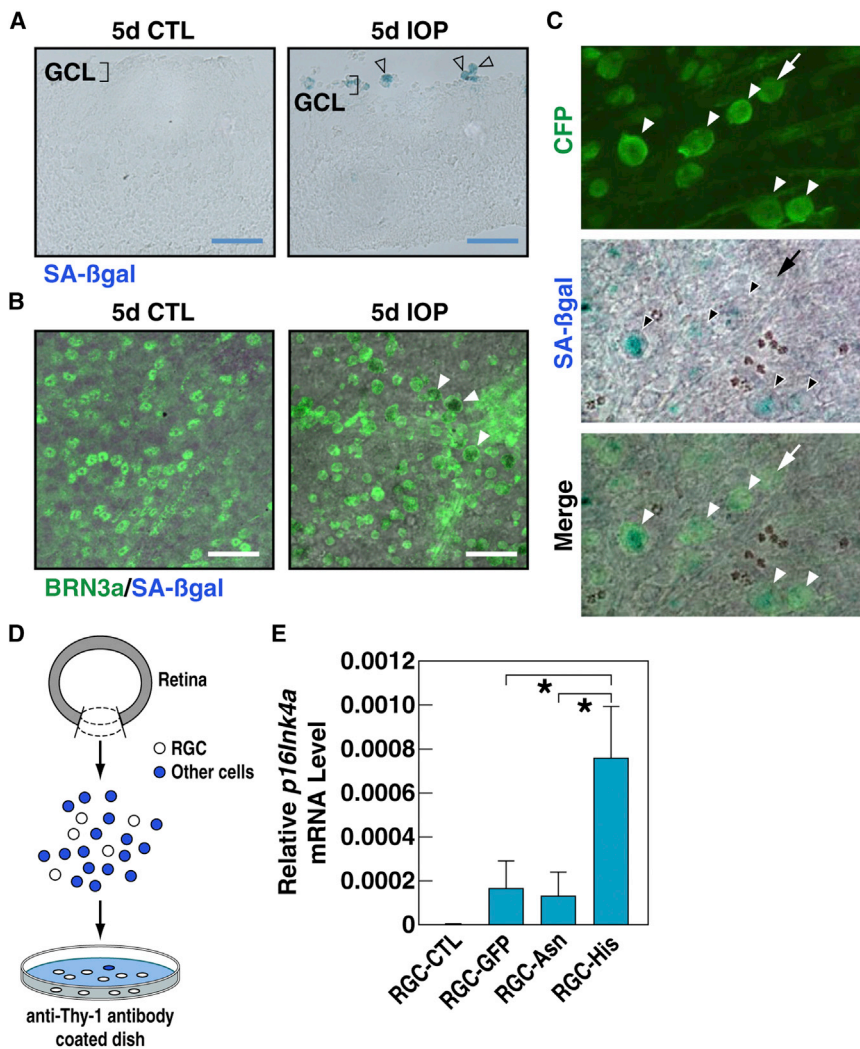 A
5d CTL
5d IOP
GCL
GCL
SA-ßgal
B
5d CTL
5d IOP
BRN3a/SA-ßgal
C
CFP
SA-ßgal
Merge
D
Retina
RGC
Other cells
anti-Thy-1 antibody
coated dish
E
Relative p16Ink4a
mRNA Level
0.0012
0.0010
0.0008
0.0006
0.0004
0.0002
0
* *
RGC-CTL
RGC-GFP
RGC-Asn
RGC-His